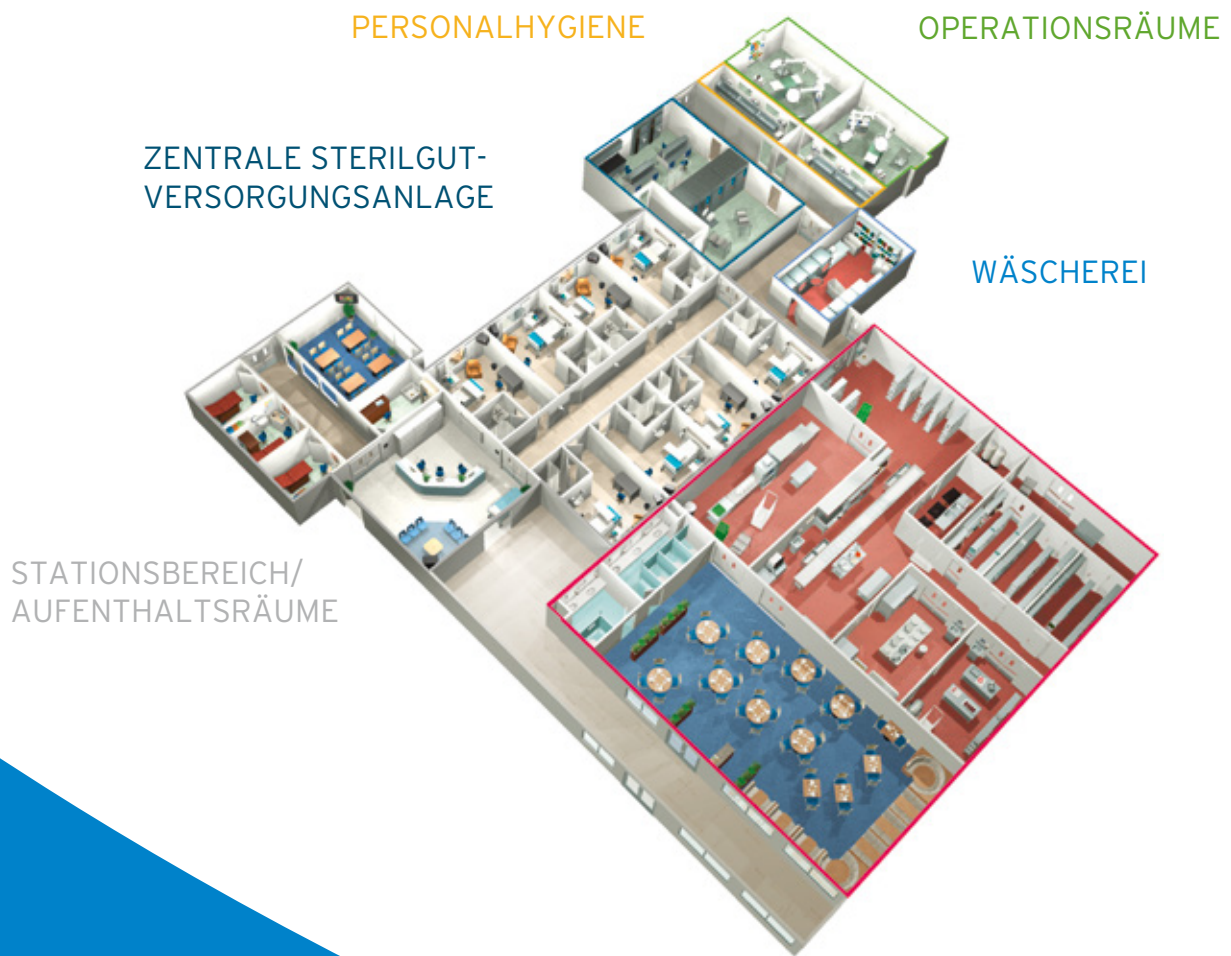 PERSONALHYGIENE
OPERATIONSRÄUME
ZENTRALE STERILGUT-
VERSORGUNGSANLAGE
WÄSCHEREI
STATIONSBEREICH/
AUFENTHALTSRÄUME